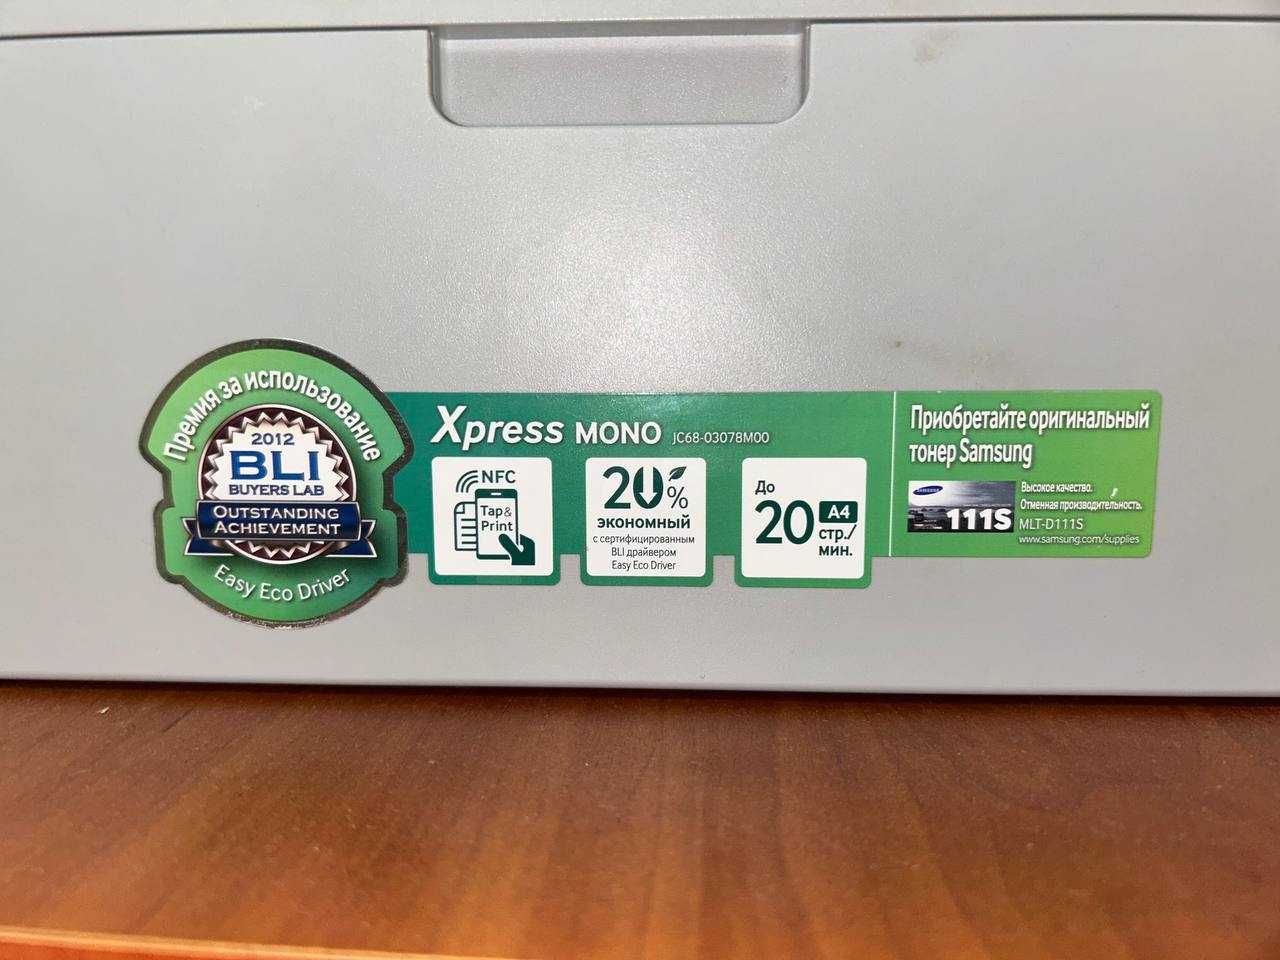 Премия за использование
2012
BLI
BUYERS LAB
OUTSTANDING
ACHIEVEMENT
Easy Eco Driver
Xpress MONO JC68-03078M00
NFC
Tap &
Print
20%
экономный
с сертифицированным
BLI драйвером
Easy Eco Driver
До
20 A4
стр./
мин.
Приобретайте оригинальный
тонер Samsung
SAMSUNG
111S
Высокое качество.
Отменная производительность.
MLT-D111S
www.samsung.com/supplies